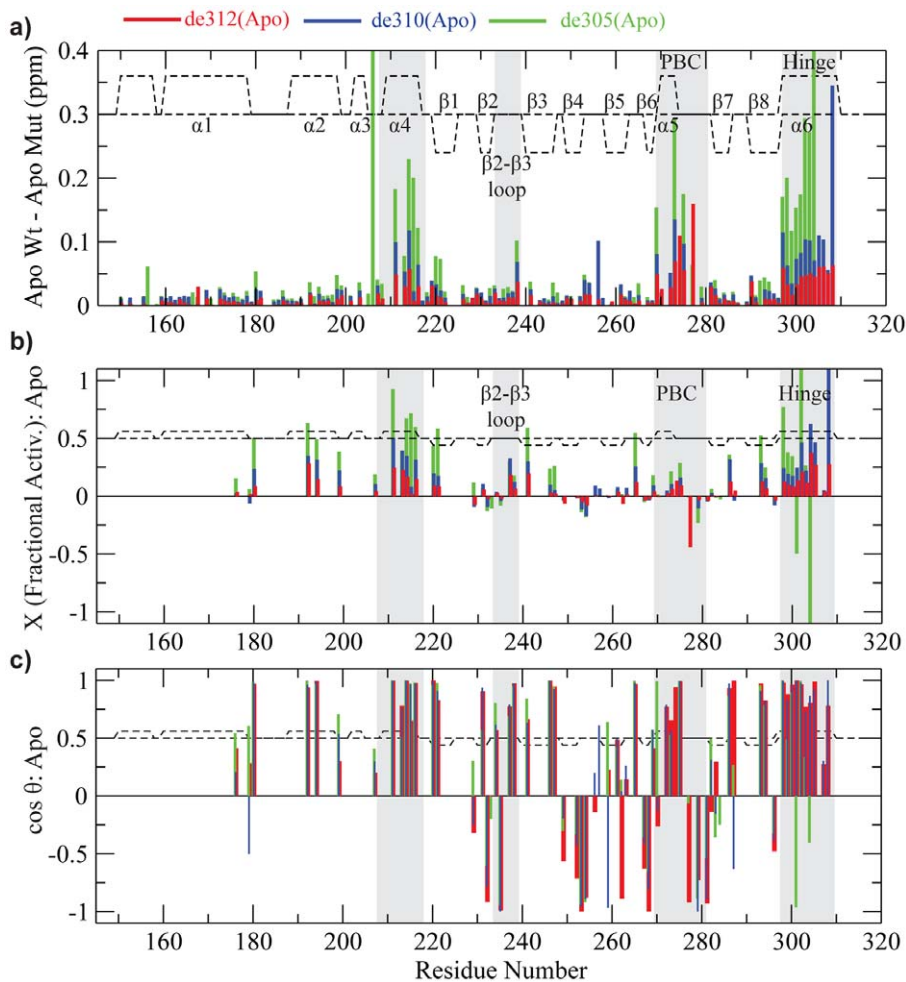 de312(Apo) de310(Apo) de305(Apo)
a)
Apo Wt - Apo Mut (ppm)
0.4
0.3
0.2
0.1
0
PBC Hinge
β1 β2 β3 β4 β5 β6 β7 β8
α1 α2 α3 α4 α5 α6
β2-β3
loop
160 180 200 220 240 260 280 300 320
b)
X (Fractional Activ.): Apo
1
0.5
0
-0.5
-1
β2-β3
loop
PBC Hinge
160 180 200 220 240 260 280 300 320
c)
cos θ: Apo
1
0.5
0
-0.5
-1
160 180 200 220 240 260 280 300 320
Residue Number